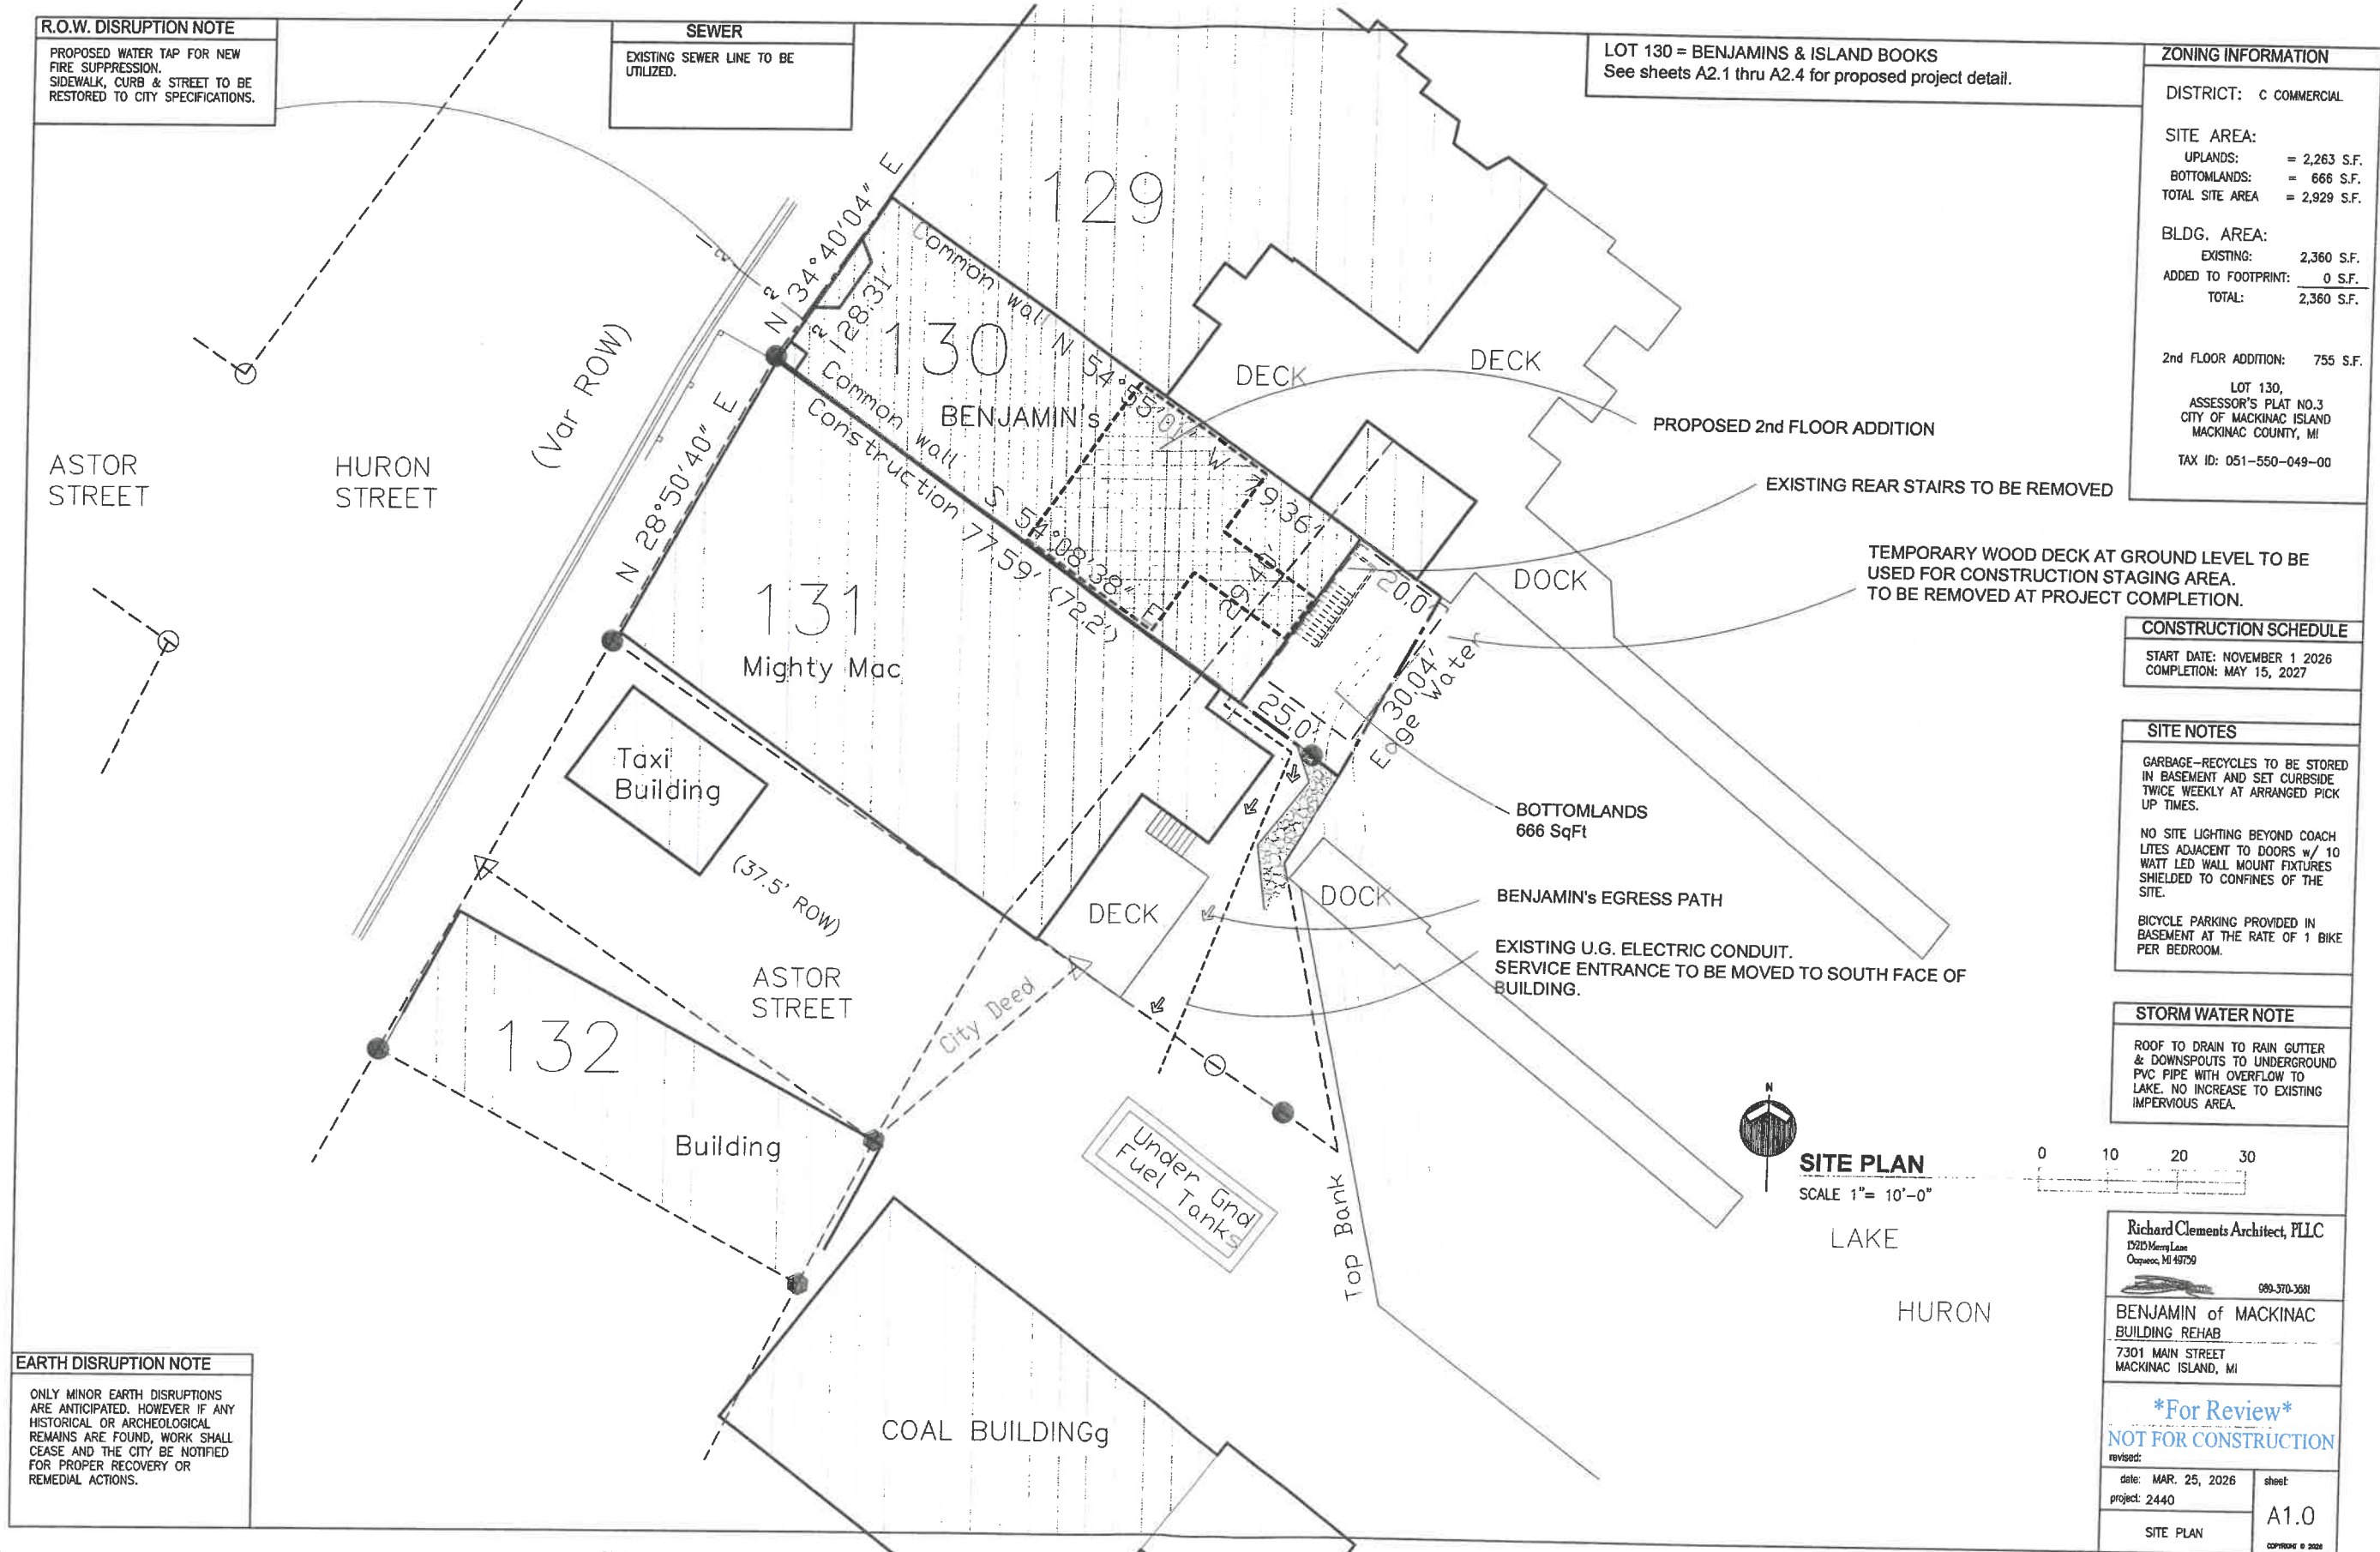 R.O.W. DISRUPTION NOTE
PROPOSED WATER TAP FOR NEW
FIRE SUPPRESSION.
SIDEWALK, CURB & STREET TO BE
RESTORED TO CITY SPECIFICATIONS.
SEWER
EXISTING SEWER LINE TO BE
UTILIZED.
LOT 130 = BENJAMINS & ISLAND BOOKS
See sheets A2.1 thru A2.4 for proposed project detail.
ZONING INFORMATION
DISTRICT: C COMMERCIAL
SITE AREA:
UPLANDS: = 2,263 S.F.
BOTTOMLANDS: = 666 S.F.
TOTAL SITE AREA = 2,929 S.F.
BLDG. AREA:
EXISTING: 2,360 S.F.
ADDED TO FOOTPRINT: 0 S.F.
TOTAL: 2,360 S.F.
2nd FLOOR ADDITION: 755 S.F.
LOT 130,
ASSESSOR'S PLAT NO.3
CITY OF MACKINAC ISLAND
MACKINAC COUNTY, MI
TAX ID: 051-550-049-00
129
N 34°40'04" E
28.31'
130
Common wall
N 54°55'01" W
79.36'
BENJAMIN's
Common wall
Construction
S 54°08'38" E
77.59'
(72.2')
29.40'
DECK
DECK
PROPOSED 2nd FLOOR ADDITION
EXISTING REAR STAIRS TO BE REMOVED
TEMPORARY WOOD DECK AT GROUND LEVEL TO BE
USED FOR CONSTRUCTION STAGING AREA.
TO BE REMOVED AT PROJECT COMPLETION.
DOCK
20.0'
30.04'
Edge Water
25.0'
(Var ROW)
ASTOR
STREET
HURON
STREET
N 28°50'40" E
131
Mighty Mac
Taxi
Building
(37.5' ROW)
ASTOR
STREET
132
Building
City Deed
DECK
DOCK
BOTTOMLANDS
666 SqFt
BENJAMIN's EGRESS PATH
EXISTING U.G. ELECTRIC CONDUIT.
SERVICE ENTRANCE TO BE MOVED TO SOUTH FACE OF
BUILDING.
Under Gnd
Fuel Tanks
Top Bank
COAL BUILDINGg
CONSTRUCTION SCHEDULE
START DATE: NOVEMBER 1 2026
COMPLETION: MAY 15, 2027
SITE NOTES
GARBAGE-RECYCLES TO BE STORED
IN BASEMENT AND SET CURBSIDE
TWICE WEEKLY AT ARRANGED PICK
UP TIMES.
NO SITE LIGHTING BEYOND COACH
LITES ADJACENT TO DOORS w/ 10
WATT LED WALL MOUNT FIXTURES
SHIELDED TO CONFINES OF THE
SITE.
BICYCLE PARKING PROVIDED IN
BASEMENT AT THE RATE OF 1 BIKE
PER BEDROOM.
STORM WATER NOTE
ROOF TO DRAIN TO RAIN GUTTER
& DOWNSPOUTS TO UNDERGROUND
PVC PIPE WITH OVERFLOW TO
LAKE. NO INCREASE TO EXISTING
IMPERVIOUS AREA.
N
SITE PLAN
SCALE 1"= 10'-0"
0 10 20 30
LAKE
HURON
EARTH DISRUPTION NOTE
ONLY MINOR EARTH DISRUPTIONS
ARE ANTICIPATED. HOWEVER IF ANY
HISTORICAL OR ARCHEOLOGICAL
REMAINS ARE FOUND, WORK SHALL
CEASE AND THE CITY BE NOTIFIED
FOR PROPER RECOVERY OR
REMEDIAL ACTIONS.
Richard Clements Architect, PLLC
15215 Merry Lane
Ocqueoc, MI 49759
989-370-3681
BENJAMIN of MACKINAC
BUILDING REHAB
7301 MAIN STREET
MACKINAC ISLAND, MI
*For Review*
NOT FOR CONSTRUCTION
revised:
date: MAR. 25, 2026
project: 2440
SITE PLAN
sheet:
A1.0
COPYRIGHT © 2026